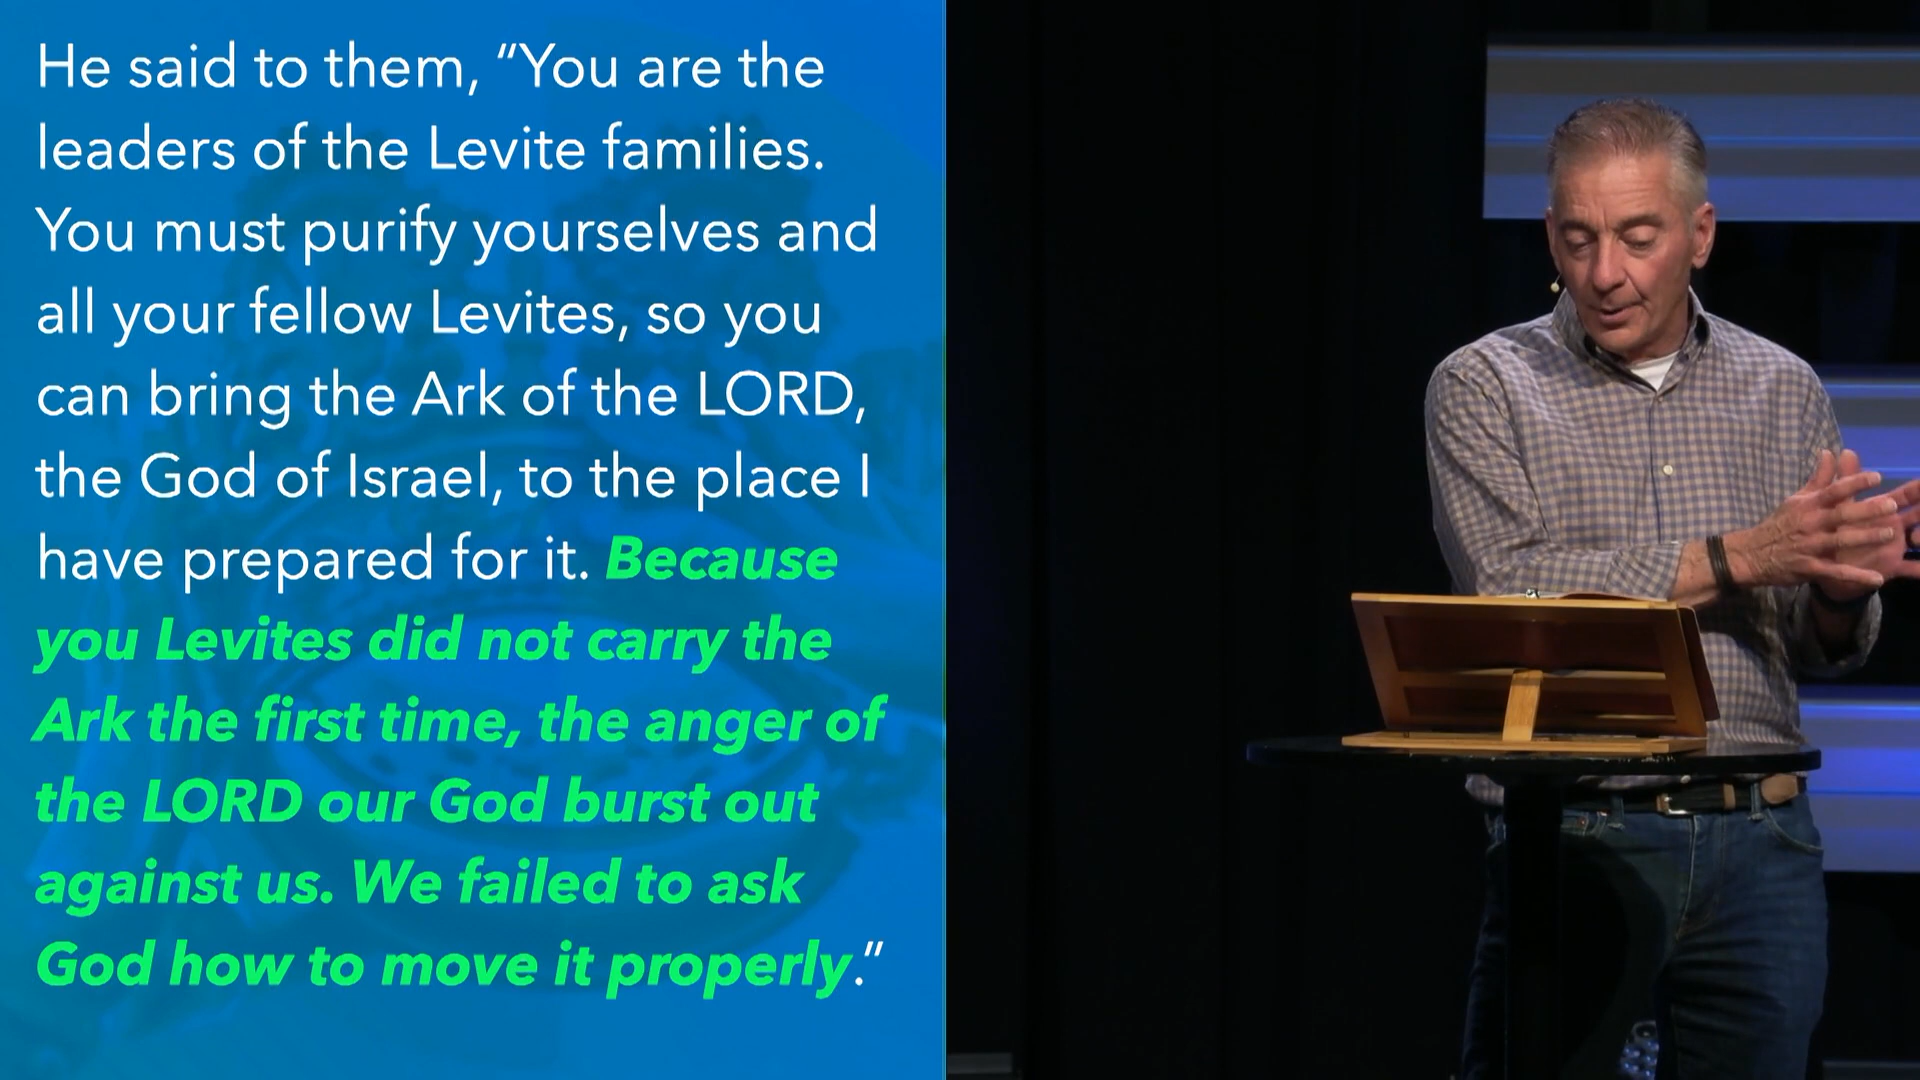 He said to them, “You are the
leaders of the Levite families.
You must purify yourselves and
all your fellow Levites, so you
can bring the Ark of the LORD,
the God of Israel, to the place I
have prepared for it. Because
you Levites did not carry the
Ark the first time, the anger of
the LORD our God burst out
against us. We failed to ask
God how to move it properly.”